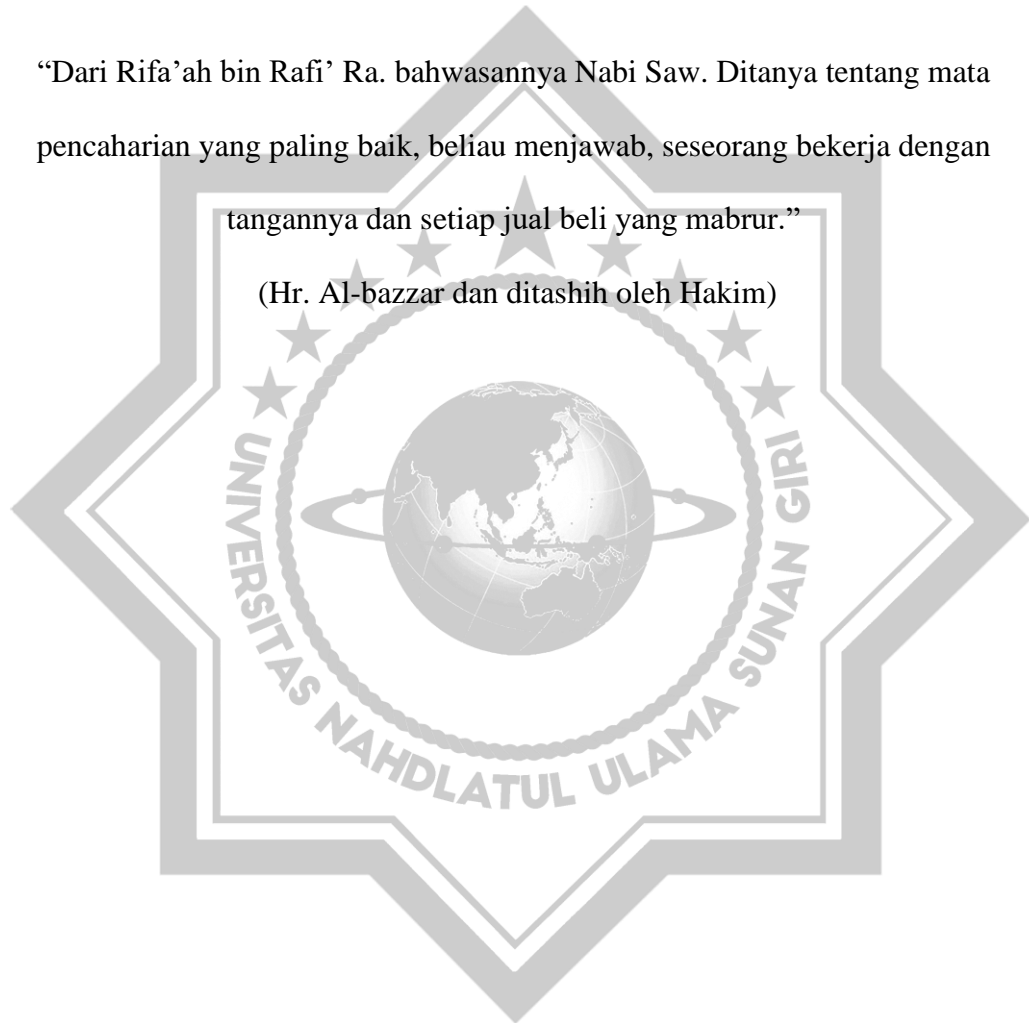 “Dari Rifa’ah bin Rafi’ Ra. bahwasannya Nabi Saw. Ditanya tentang mata
pencaharian yang paling baik, beliau menjawab, seseorang bekerja dengan
tangannya dan setiap jual beli yang mabrur.”
(Hr. Al-bazzar dan ditashih oleh Hakim)
UNIVERSITAS NAHDLATUL ULAMA SUNAN GIRI